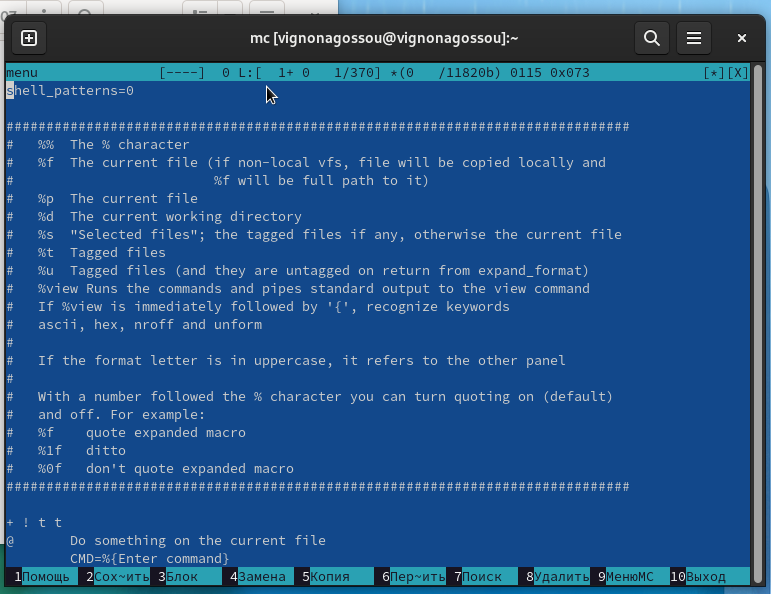 mc [vignonagossou@vignonagossou]:~
menu [----] 0 L:[ 1+ 0 1/370] *(0 /11820b) 0115 0x073 [*][X]
shell_patterns=0
##############################################################################
# %% The % character
# %f The current file (if non-local vfs, file will be copied locally and
# %f will be full path to it)
# %p The current file
# %d The current working directory
# %s "Selected files"; the tagged files if any, otherwise the current file
# %t Tagged files
# %u Tagged files (and they are untagged on return from expand_format)
# %view Runs the commands and pipes standard output to the view command
# If %view is immediately followed by '{', recognize keywords
# ascii, hex, nroff and unform
#
# If the format letter is in uppercase, it refers to the other panel
#
# With a number followed the % character you can turn quoting on (default)
# and off. For example:
# %f quote expanded macro
# %1f ditto
# %0f don't quote expanded macro
##############################################################################
+ ! t t
@ Do something on the current file
CMD=%{Enter command}
1Помощь 2Сох~ить 3Блок 4Замена 5Копия 6Пер~ить 7Поиск 8Удалить 9МенюMC 10Выход